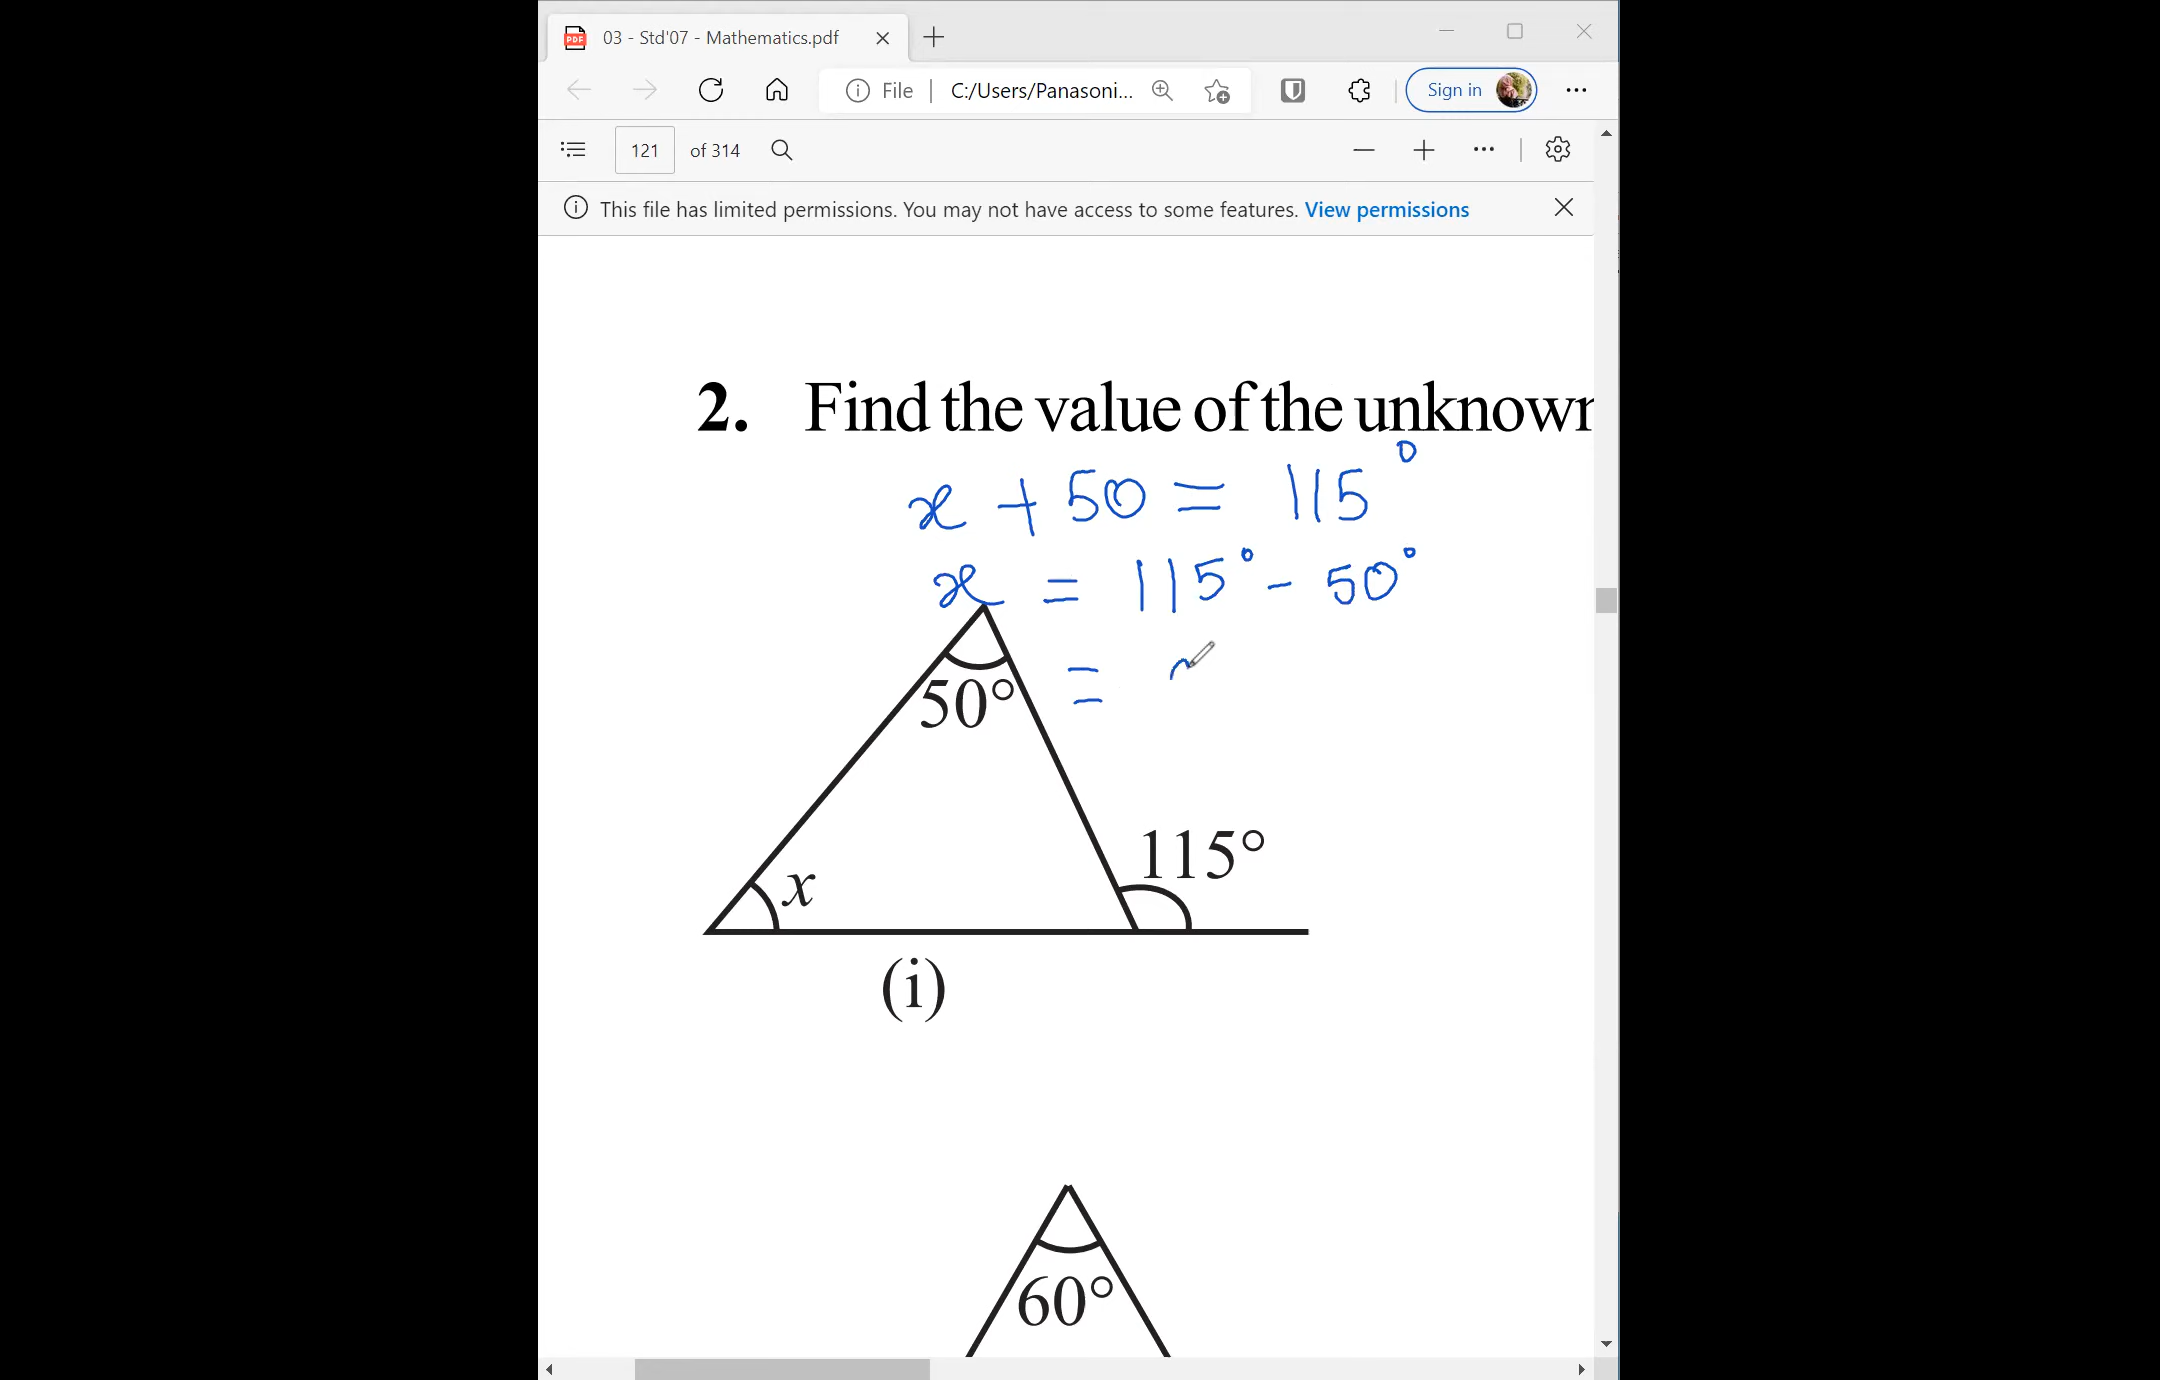 03 - Std'07 - Mathematics.pdf
File C:/Users/Panasoni... Sign in
121 of 314
This file has limited permissions. You may not have access to some features. View permissions
2. Find the value of the unknown
x + 50 = 115°
x = 115° - 50°
=
50°
115°
x
(i)
60°